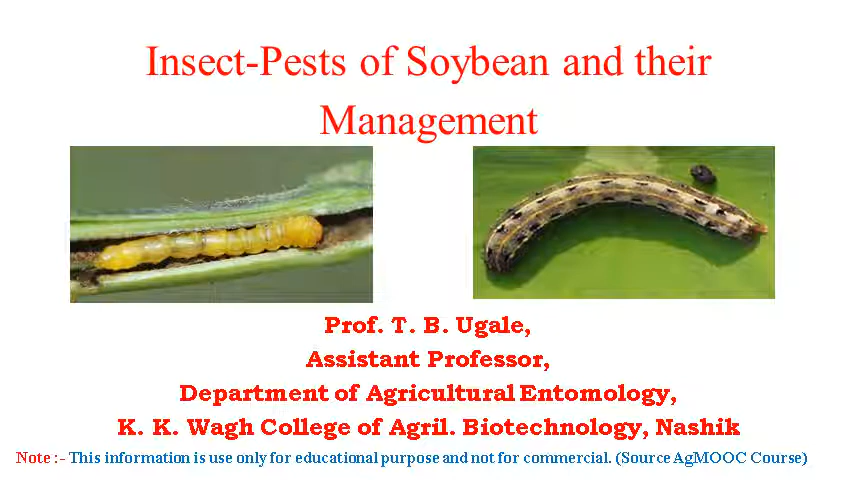 Insect-Pests of Soybean and their
Management
Prof. T. B. Ugale,
Assistant Professor,
Department of Agricultural Entomology,
K. K. Wagh College of Agril. Biotechnology, Nashik
Note :- This information is use only for educational purpose and not for commercial. (Source AgMOOC Course)